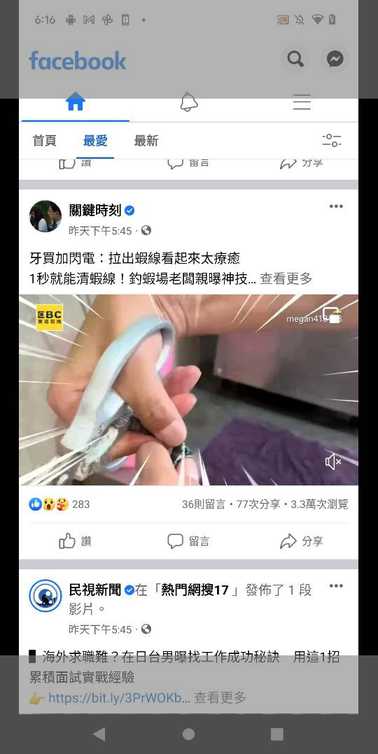 6:16
facebook
首頁 最愛 最新
讚 留言 分享
關鍵時刻
昨天下午5:45 ·
牙買加閃電：拉出蝦線看起來太療癒
1秒就能清蝦線！釣蝦場老闆親曝神技... 查看更多
EBC
283 36則留言 · 77次分享 · 3.3萬次瀏覽
讚 留言 分享
民視新聞 在「熱門網搜17 」發佈了 1 段
影片。
昨天下午5:45 ·
海外求職難？在日台男曝找工作成功秘訣 用這1招
累積面試實戰經驗
👉 https://bit.ly/3PrWOKb... 查看更多